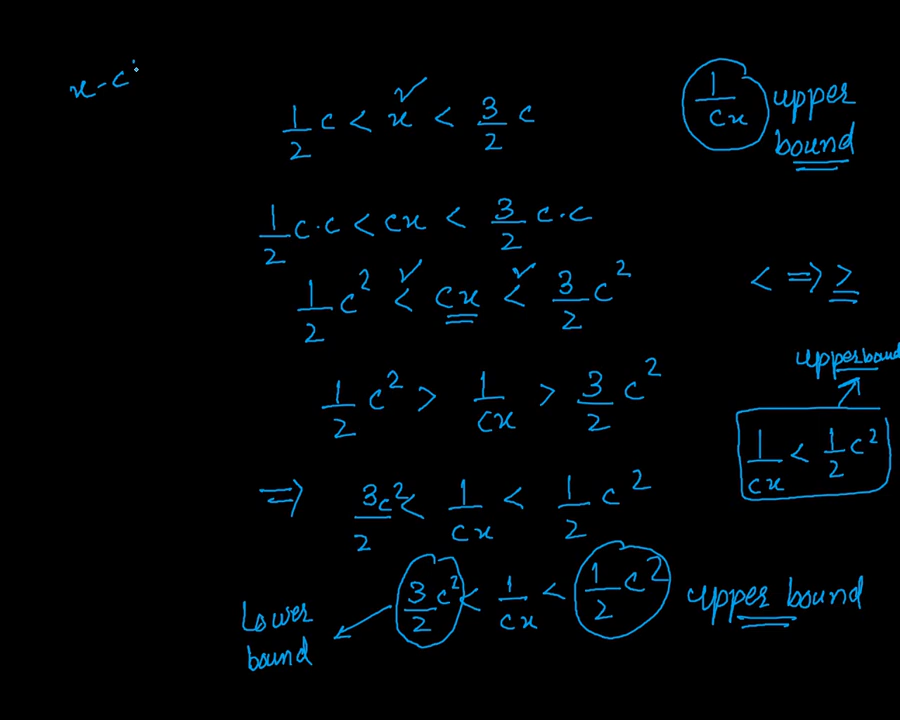 x-c
1/2 c < x < 3/2 c
1/cx upper
bound
1/2 c.c < cx < 3/2 c.c
1/2 c² < cx < 3/2 c²
< => >
1/2 c² > 1/cx > 3/2 c²
upper bound
1/cx < 1/2 c²
=> 3c²/2 < 1/cx < 1/2 c²
3/2 c² < 1/cx < 1/2 c² upper bound
Lower
bound